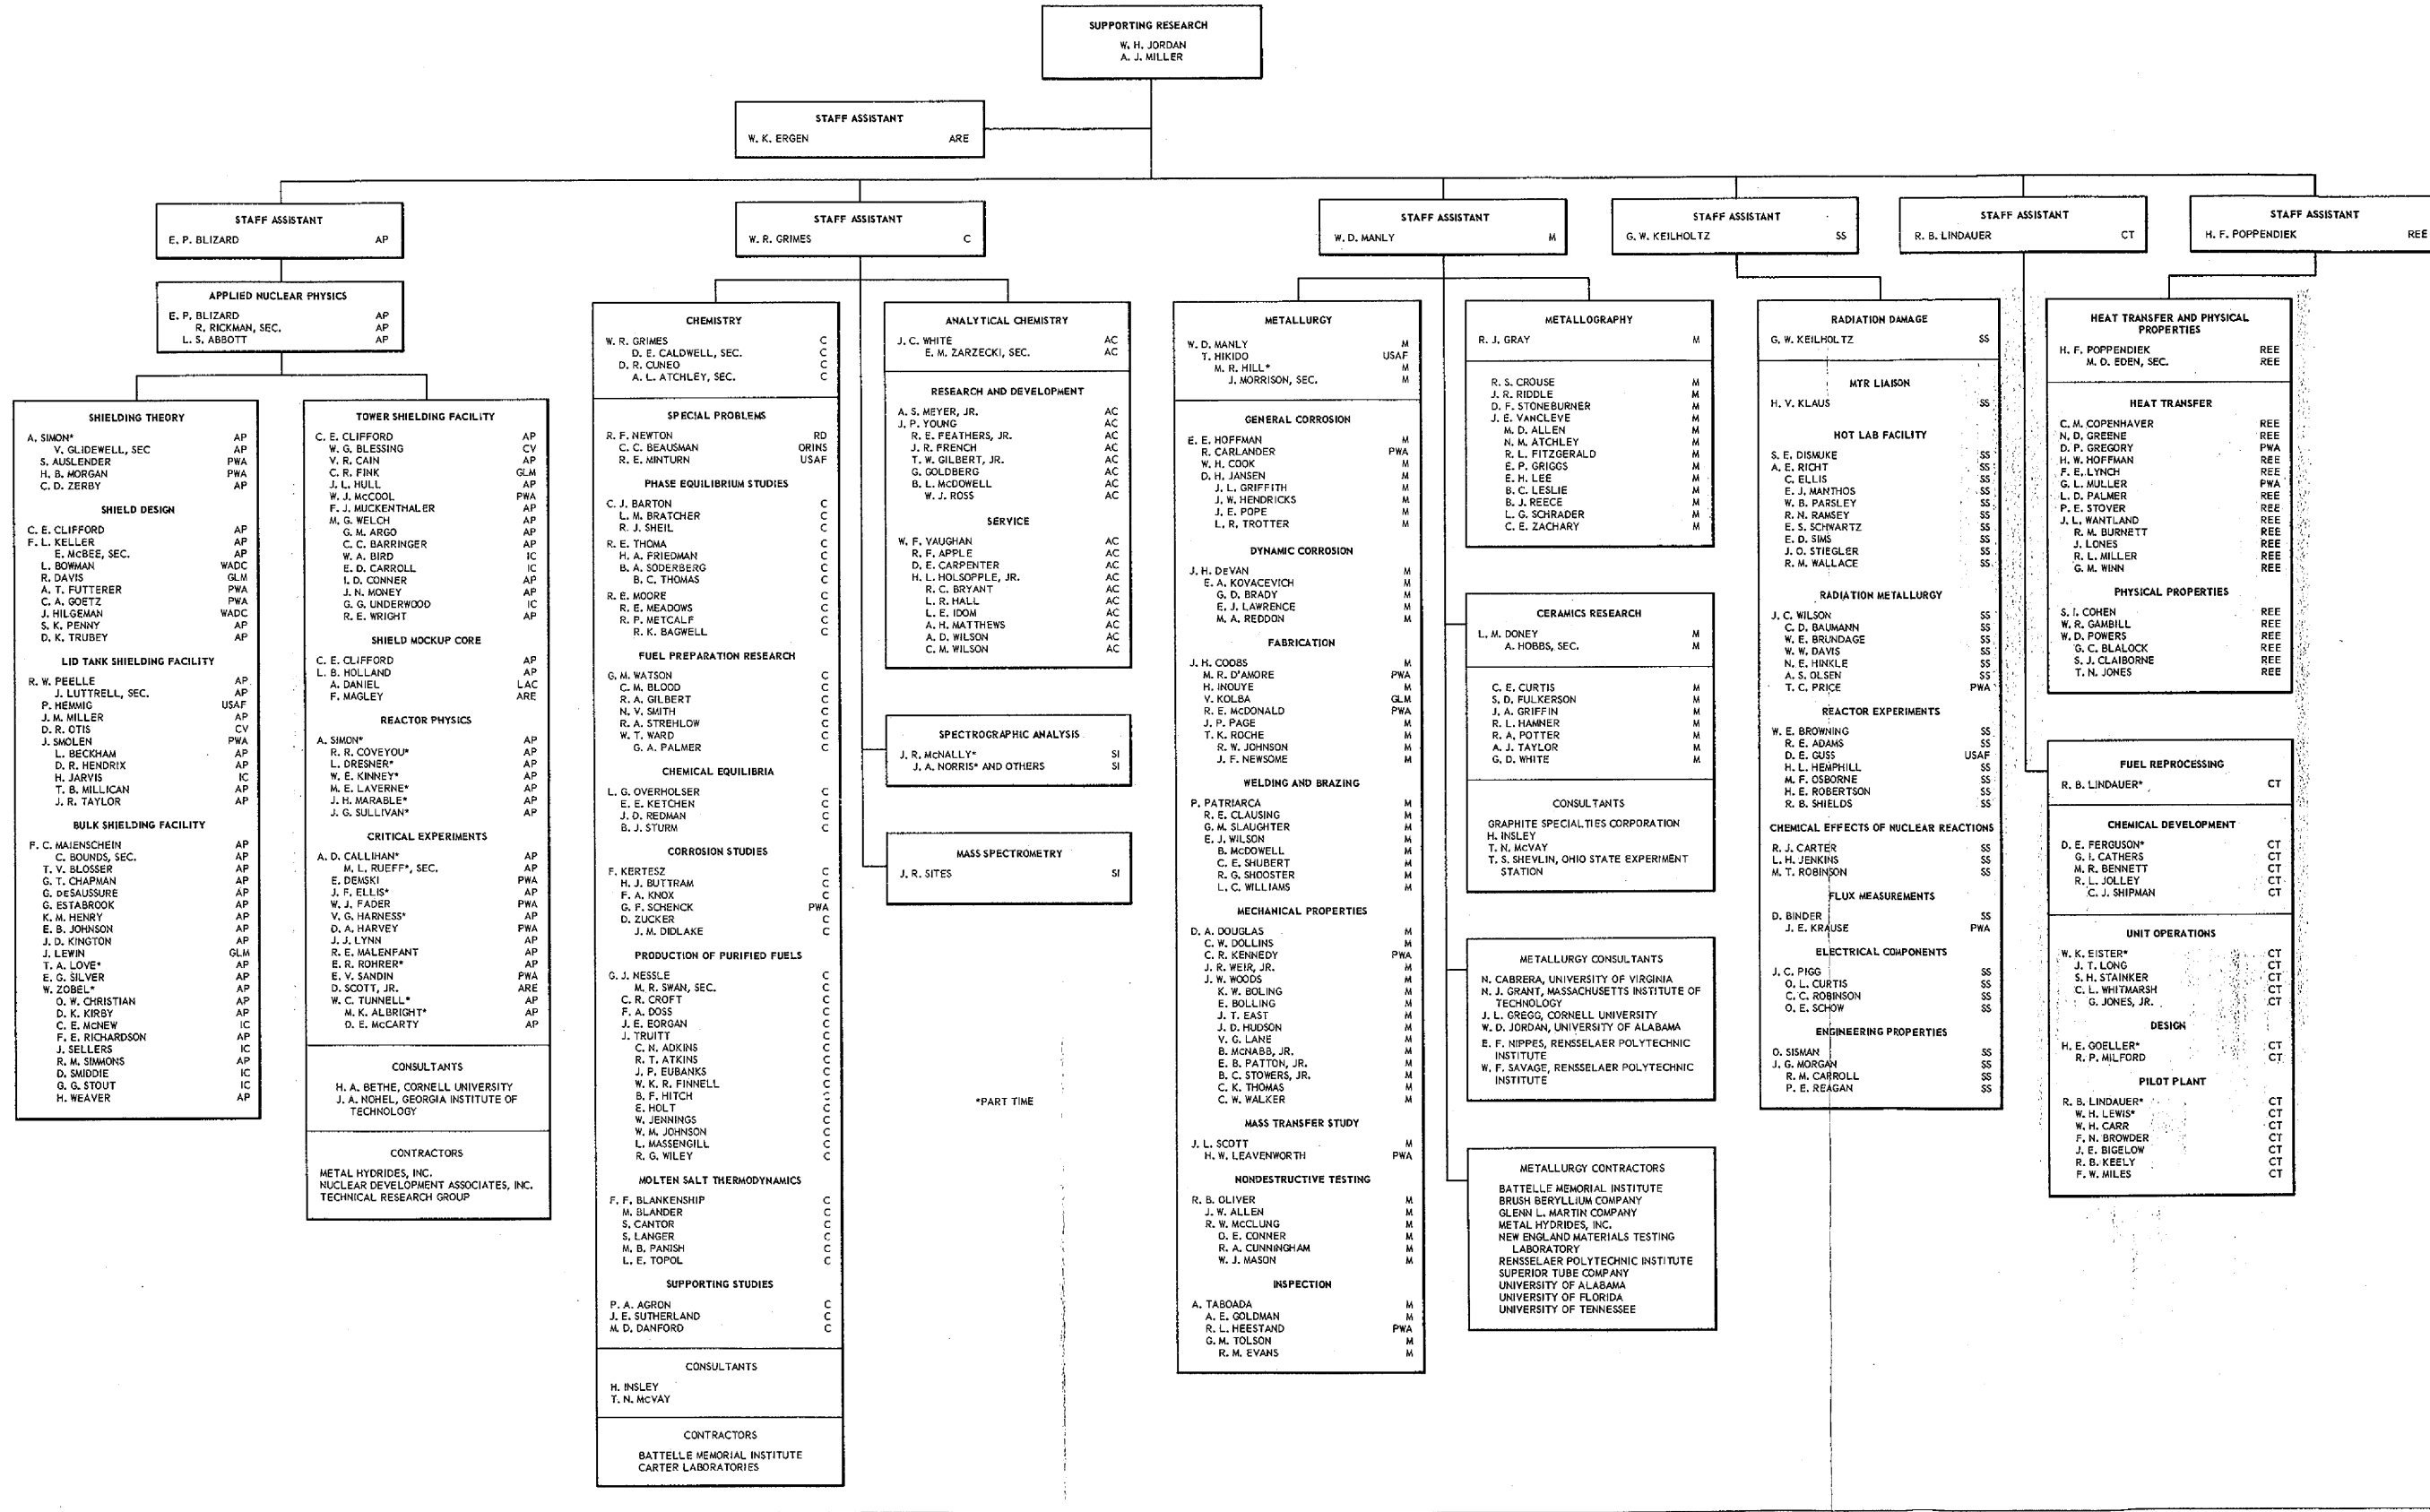 SUPPORTING RESEARCH
W. H. JORDAN
A. J. MILLER
STAFF ASSISTANT
W. K. ERGEN ARE
STAFF ASSISTANT
E. P. BLIZARD AP
APPLIED NUCLEAR PHYSICS
E. P. BLIZARD AP
R. RICKMAN, SEC. AP
L. S. ABBOTT AP
SHIELDING THEORY
A. SIMON* AP
V. GLIDEWELL, SEC AP
S. AUSLENDER PWA
H. B. MORGAN PWA
C. D. ZERBY AP
SHIELD DESIGN
C. E. CLIFFORD AP
F. L. KELLER AP
E. McBEE, SEC. AP
L. BOWMAN WADC
R. DAVIS GLM
A. T. FUTTERER PWA
C. A. GOETZ PWA
J. HILGEMAN WADC
S. K. PENNY AP
D. K. TRUBEY AP
LID TANK SHIELDING FACILITY
R. W. PEELLE AP
J. LUTTRELL, SEC. AP
P. HEMMIG USAF
J. M. MILLER AP
D. R. OTIS CV
J. SMOLEN PWA
L. BECKHAM AP
D. R. HENDRIX AP
H. JARVIS IC
T. B. MILLICAN AP
J. R. TAYLOR AP
BULK SHIELDING FACILITY
F. C. MAIENSCHEIN AP
C. BOUNDS, SEC. AP
T. V. BLOSSER AP
G. T. CHAPMAN AP
G. DESAUSSURE AP
G. ESTABROOK AP
K. M. HENRY AP
E. B. JOHNSON AP
J. D. KINGTON AP
J. LEWIN GLM
T. A. LOVE* AP
E. G. SILVER AP
W. ZOBEL* AP
O. W. CHRISTIAN AP
D. K. KIRBY AP
C. E. McNEW IC
F. E. RICHARDSON AP
J. SELLERS IC
R. M. SIMMONS AP
D. SMIDDIE IC
G. G. STOUT IC
H. WEAVER AP
TOWER SHIELDING FACILITY
C. E. CLIFFORD AP
W. G. BLESSING CV
V. R. CAIN AP
C. R. FINK GLM
J. L. HULL AP
W. J. McCOOL PWA
F. J. MUCKENTHALER AP
M. G. WELCH AP
G. M. ARGO AP
C. C. BARRINGER AP
W. A. BIRD IC
E. D. CARROLL IC
I. D. CONNER AP
J. N. MONEY AP
G. G. UNDERWOOD IC
R. E. WRIGHT AP
SHIELD MOCKUP CORE
C. E. CLIFFORD AP
L. B. HOLLAND AP
A. DANIEL LAC
F. MAGLEY ARE
REACTOR PHYSICS
A. SIMON* AP
R. R. COVEYOU* AP
L. DRESNER* AP
W. E. KINNEY* AP
M. E. LAVERNE* AP
J. H. MARABLE* AP
J. G. SULLIVAN* AP
CRITICAL EXPERIMENTS
A. D. CALLIHAN* AP
M. L. RUEFF*, SEC. AP
E. DEMSKI PWA
J. F. ELLIS* AP
W. J. FADER PWA
V. G. HARNESS* AP
D. A. HARVEY PWA
J. J. LYNN AP
R. E. MALENFANT AP
E. R. ROHRER* AP
E. V. SANDIN PWA
D. SCOTT, JR. ARE
W. C. TUNNELL* AP
M. K. ALBRIGHT* AP
D. E. McCARTY AP
CONSULTANTS
H. A. BETHE, CORNELL UNIVERSITY
J. A. NOHEL, GEORGIA INSTITUTE OF
TECHNOLOGY
CONTRACTORS
METAL HYDRIDES, INC.
NUCLEAR DEVELOPMENT ASSOCIATES, INC.
TECHNICAL RESEARCH GROUP
STAFF ASSISTANT
W. R. GRIMES C
CHEMISTRY
W. R. GRIMES C
D. E. CALDWELL, SEC. C
D. R. CUNEO C
A. L. ATCHLEY, SEC. C
SPECIAL PROBLEMS
R. F. NEWTON RD
C. C. BEAUSMAN ORINS
R. E. MINTURN USAF
PHASE EQUILIBRIUM STUDIES
C. J. BARTON C
L. M. BRATCHER C
R. J. SHEIL C
R. E. THOMA C
H. A. FRIEDMAN C
B. A. SODERBERG C
B. C. THOMAS C
R. E. MOORE C
R. E. MEADOWS C
R. P. METCALF C
R. K. BAGWELL C
FUEL PREPARATION RESEARCH
G. M. WATSON C
C. M. BLOOD C
R. A. GILBERT C
N. V. SMITH C
R. A. STREHLOW C
W. T. WARD C
G. A. PALMER C
CHEMICAL EQUILIBRIA
L. G. OVERHOLSER C
E. E. KETCHEN C
J. D. REDMAN C
B. J. STURM C
CORROSION STUDIES
F. KERTESZ C
H. J. BUTTRAM C
F. A. KNOX C
G. F. SCHENCK PWA
D. ZUCKER C
J. M. DIDLAKE C
PRODUCTION OF PURIFIED FUELS
G. J. NESSLE C
M. R. SWAN, SEC. C
C. R. CROFT C
F. A. DOSS C
J. E. EORGAN C
J. TRUITT C
C. N. ADKINS C
R. T. ATKINS C
J. P. EUBANKS C
W. K. R. FINNELL C
B. F. HITCH C
E. HOLT C
W. JENNINGS C
W. M. JOHNSON C
L. MASSENGILL C
R. G. WILEY C
MOLTEN SALT THERMODYNAMICS
F. F. BLANKENSHIP C
M. BLANDER C
S. CANTOR C
S. LANGER C
M. B. PANISH C
L. E. TOPOL C
SUPPORTING STUDIES
P. A. AGRON C
J. E. SUTHERLAND C
M. D. DANFORD C
CONSULTANTS
H. INSLEY
T. N. McVAY
CONTRACTORS
BATTELLE MEMORIAL INSTITUTE
CARTER LABORATORIES
ANALYTICAL CHEMISTRY
J. C. WHITE AC
E. M. ZARZECKI, SEC. AC
RESEARCH AND DEVELOPMENT
A. S. MEYER, JR. AC
J. P. YOUNG AC
R. E. FEATHERS, JR. AC
J. R. FRENCH AC
T. W. GILBERT, JR. AC
G. GOLDBERG AC
B. L. McDOWELL AC
W. J. ROSS AC
SERVICE
W. F. VAUGHAN AC
R. F. APPLE AC
D. E. CARPENTER AC
H. L. HOLSOPPLE, JR. AC
R. C. BRYANT AC
L. R. HALL AC
L. E. IDOM AC
A. H. MATTHEWS AC
A. D. WILSON AC
C. M. WILSON AC
SPECTROGRAPHIC ANALYSIS
J. R. McNALLY* SI
J. A. NORRIS* AND OTHERS SI
MASS SPECTROMETRY
J. R. SITES SI
*PART TIME
STAFF ASSISTANT
W. D. MANLY M
METALLURGY
W. D. MANLY M
T. HIKIDO USAF
M. R. HILL* M
J. MORRISON, SEC. M
GENERAL CORROSION
E. E. HOFFMAN M
R. CARLANDER PWA
W. H. COOK M
D. H. JANSEN M
J. L. GRIFFITH M
J. W. HENDRICKS M
J. E. POPE M
L. R. TROTTER M
DYNAMIC CORROSION
J. H. DeVAN M
E. A. KOVACEVICH M
G. D. BRADY M
E. J. LAWRENCE M
M. A. REDDON M
FABRICATION
J. H. COOBS M
M. R. D'AMORE PWA
H. INOUYE M
V. KOLBA GLM
R. E. McDONALD PWA
J. P. PAGE M
T. K. ROCHE M
R. W. JOHNSON M
J. F. NEWSOME M
WELDING AND BRAZING
P. PATRIARCA M
R. E. CLAUSING M
G. M. SLAUGHTER M
E. J. WILSON M
B. McDOWELL M
C. E. SHUBERT M
R. G. SHOOSTER M
L. C. WILLIAMS M
MECHANICAL PROPERTIES
D. A. DOUGLAS M
C. W. DOLLINS M
C. R. KENNEDY PWA
J. R. WEIR, JR. M
J. W. WOODS M
K. W. BOLING M
E. BOLLING M
J. T. EAST M
J. D. HUDSON M
V. G. LANE M
B. McNABB, JR. M
E. B. PATTON, JR. M
B. C. STOWERS, JR. M
C. K. THOMAS M
C. W. WALKER M
MASS TRANSFER STUDY
J. L. SCOTT M
H. W. LEAVENWORTH PWA
NONDESTRUCTIVE TESTING
R. B. OLIVER M
J. W. ALLEN M
R. W. McCLUNG M
O. E. CONNER M
R. A. CUNNINGHAM M
W. J. MASON M
INSPECTION
A. TABOADA M
A. E. GOLDMAN M
R. L. HEESTAND PWA
G. M. TOLSON M
R. M. EVANS M
METALLOGRAPHY
R. J. GRAY M
R. S. CROUSE M
J. R. RIDDLE M
D. F. STONEBURNER M
J. E. VANCLEVE M
M. D. ALLEN M
N. M. ATCHLEY M
R. L. FITZGERALD M
E. P. GRIGGS M
E. H. LEE M
B. C. LESLIE M
B. J. REECE M
L. G. SCHRADER M
C. E. ZACHARY M
CERAMICS RESEARCH
L. M. DONEY M
A. HOBBS, SEC. M
C. E. CURTIS M
S. D. FULKERSON M
J. A. GRIFFIN M
R. L. HAMNER M
R. A. POTTER M
A. J. TAYLOR M
G. D. WHITE M
CONSULTANTS
GRAPHITE SPECIALTIES CORPORATION
H. INSLEY
T. N. McVAY
T. S. SHEVLIN, OHIO STATE EXPERIMENT
STATION
METALLURGY CONSULTANTS
N. CABRERA, UNIVERSITY OF VIRGINIA
N. J. GRANT, MASSACHUSETTS INSTITUTE OF
TECHNOLOGY
J. L. GREGG, CORNELL UNIVERSITY
W. D. JORDAN, UNIVERSITY OF ALABAMA
E. F. NIPPES, RENSSELAER POLYTECHNIC
INSTITUTE
W. F. SAVAGE, RENSSELAER POLYTECHNIC
INSTITUTE
METALLURGY CONTRACTORS
BATTELLE MEMORIAL INSTITUTE
BRUSH BERYLLIUM COMPANY
GLENN L. MARTIN COMPANY
METAL HYDRIDES, INC.
NEW ENGLAND MATERIALS TESTING
LABORATORY
RENSSELAER POLYTECHNIC INSTITUTE
SUPERIOR TUBE COMPANY
UNIVERSITY OF ALABAMA
UNIVERSITY OF FLORIDA
UNIVERSITY OF TENNESSEE
STAFF ASSISTANT
G. W. KEILHOLTZ SS
RADIATION DAMAGE
G. W. KEILHOLTZ SS
MTR LIAISON
H. V. KLAUS SS
HOT LAB FACILITY
S. E. DISMUKE SS
A. E. RICHT SS
C. ELLIS SS
E. J. MANTHOS SS
W. B. PARSLEY SS
R. N. RAMSEY SS
E. S. SCHWARTZ SS
E. D. SIMS SS
J. O. STIEGLER SS
R. M. WALLACE SS
RADIATION METALLURGY
J. C. WILSON SS
C. D. BAUMANN SS
W. E. BRUNDAGE SS
W. W. DAVIS SS
N. E. HINKLE SS
A. S. OLSEN SS
T. C. PRICE PWA
REACTOR EXPERIMENTS
W. E. BROWNING SS
R. E. ADAMS SS
D. E. GUSS USAF
H. L. HEMPHILL SS
M. F. OSBORNE SS
H. E. ROBERTSON SS
R. B. SHIELDS SS
CHEMICAL EFFECTS OF NUCLEAR REACTIONS
R. J. CARTER SS
L. H. JENKINS SS
M. T. ROBINSON SS
FLUX MEASUREMENTS
D. BINDER SS
J. E. KRAUSE PWA
ELECTRICAL COMPONENTS
J. C. PIGG SS
O. L. CURTIS SS
C. C. ROBINSON SS
O. E. SCHOW SS
ENGINEERING PROPERTIES
O. SISMAN SS
J. G. MORGAN SS
R. M. CARROLL SS
P. E. REAGAN SS
STAFF ASSISTANT
R. B. LINDAUER CT
STAFF ASSISTANT
H. F. POPPENDIEK REE
HEAT TRANSFER AND PHYSICAL
PROPERTIES
H. F. POPPENDIEK REE
M. D. EDEN, SEC. REE
HEAT TRANSFER
C. M. COPENHAVER REE
N. D. GREENE REE
D. P. GREGORY PWA
H. W. HOFFMAN REE
F. E. LYNCH REE
G. L. MULLER PWA
L. D. PALMER REE
P. E. STOVER REE
J. L. WANTLAND REE
R. M. BURNETT REE
J. LONES REE
R. L. MILLER REE
G. M. WINN REE
PHYSICAL PROPERTIES
S. I. COHEN REE
W. R. GAMBILL REE
W. D. POWERS REE
G. C. BLALOCK REE
S. J. CLAIBORNE REE
T. N. JONES REE
FUEL REPROCESSING
R. B. LINDAUER* CT
CHEMICAL DEVELOPMENT
D. E. FERGUSON* CT
G. I. CATHERS CT
M. R. BENNETT CT
R. L. JOLLEY CT
C. J. SHIPMAN CT
UNIT OPERATIONS
W. K. EISTER* CT
J. T. LONG CT
S. H. STAINKER CT
C. L. WHITMARSH CT
G. JONES, JR. CT
DESIGN
H. E. GOELLER* CT
R. P. MILFORD CT
PILOT PLANT
R. B. LINDAUER* CT
W. H. LEWIS* CT
W. H. CARR CT
F. N. BROWDER CT
J. E. BIGELOW CT
R. B. KEELY CT
F. W. MILES CT